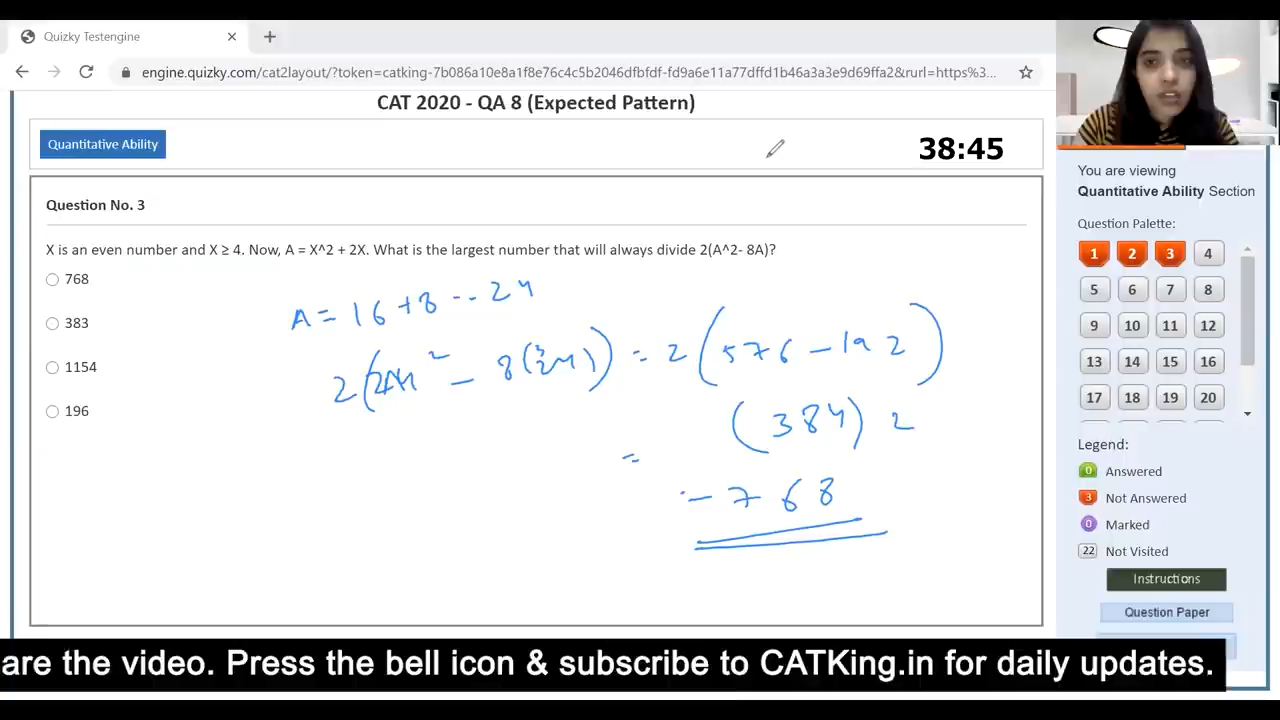 Quizky Testengine
engine.quizky.com/cat2layout/?token=catking-7b086a10e8a1f8e76c4c5b2046dfbfdf-fd9a6e11a77dffd1b46a3a3e9d69ffa2&rurl=https%3...
CAT 2020 - QA 8 (Expected Pattern)
Quantitative Ability
38:45
Question No. 3
X is an even number and X ≥ 4. Now, A = X^2 + 2X. What is the largest number that will always divide 2(A^2- 8A)?
768
383
1154
196
A = 16 + 8 -- 24
2(24² - 8(24)) = 2(576 - 192)
= (384) 2
- 768
You are viewing
Quantitative Ability Section
Question Palette:
1 2 3 4
5 6 7 8
9 10 11 12
13 14 15 16
17 18 19 20
Legend:
0 Answered
3 Not Answered
0 Marked
22 Not Visited
Instructions
Question Paper
are the video. Press the bell icon & subscribe to CATKing.in for daily updates.